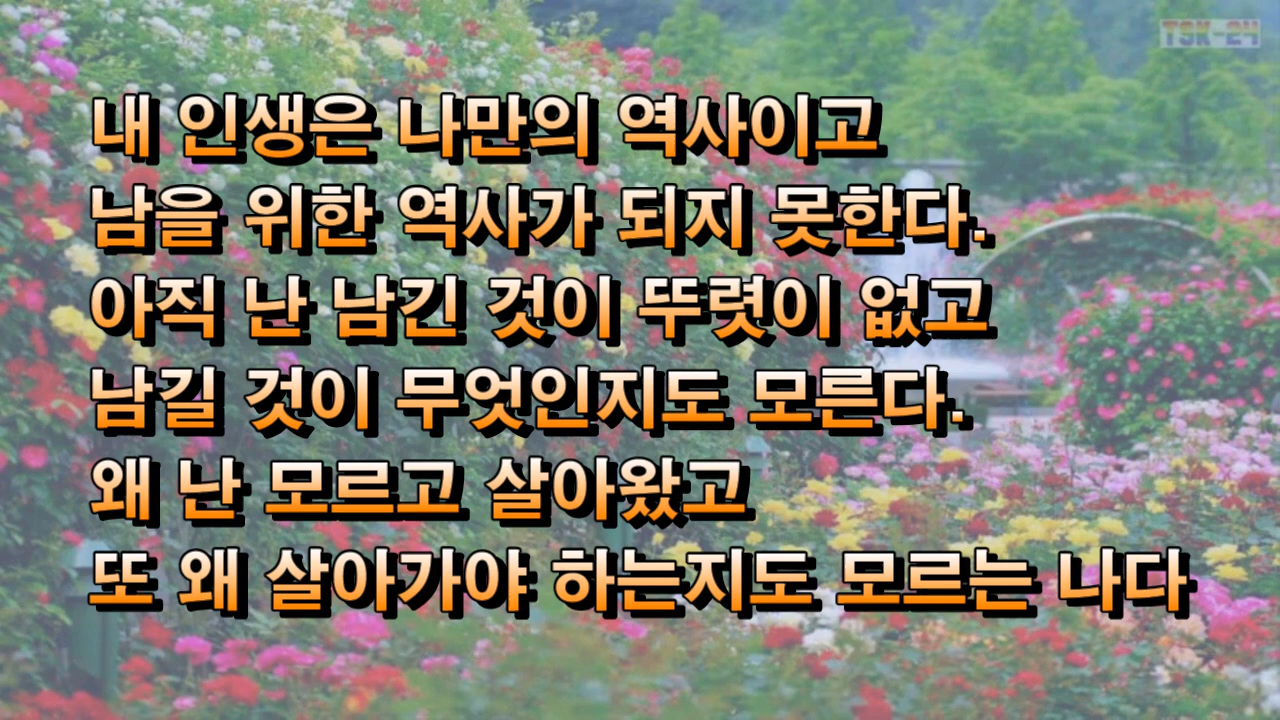 TSK-24
내 인생은 나만의 역사이고
남을 위한 역사가 되지 못한다.
아직 난 남긴 것이 뚜렷이 없고
남길 것이 무엇인지도 모른다.
왜 난 모르고 살아왔고
또 왜 살아가야 하는지도 모르는 나다